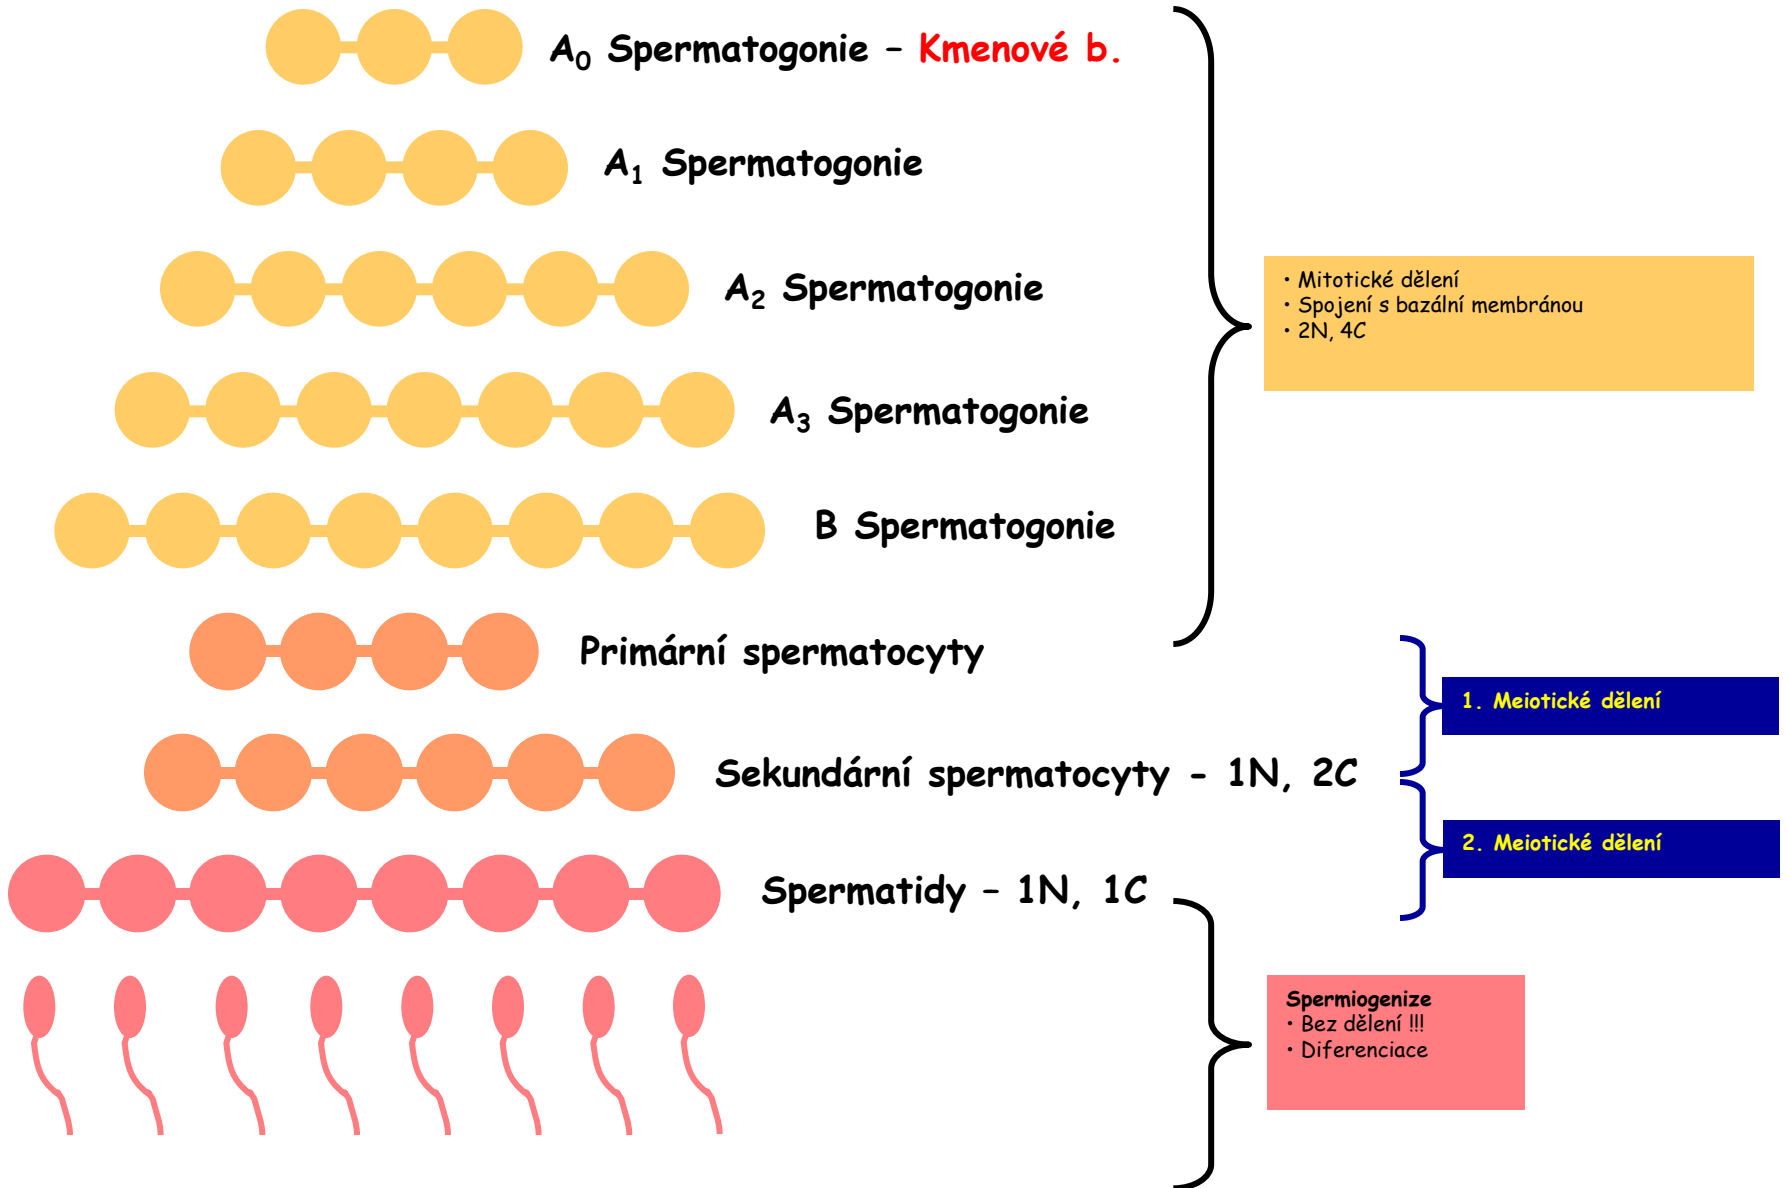 A₀ Spermatogonie – Kmenové b.
A₁ Spermatogonie
A₂ Spermatogonie
• Mitotické dělení
• Spojení s bazální membránou
• 2N, 4C
A₃ Spermatogonie
B Spermatogonie
Primární spermatocyty
1. Meiotické dělení
Sekundární spermatocyty - 1N, 2C
2. Meiotické dělení
Spermatidy – 1N, 1C
Spermiogenize
• Bez dělení !!!
• Diferenciace